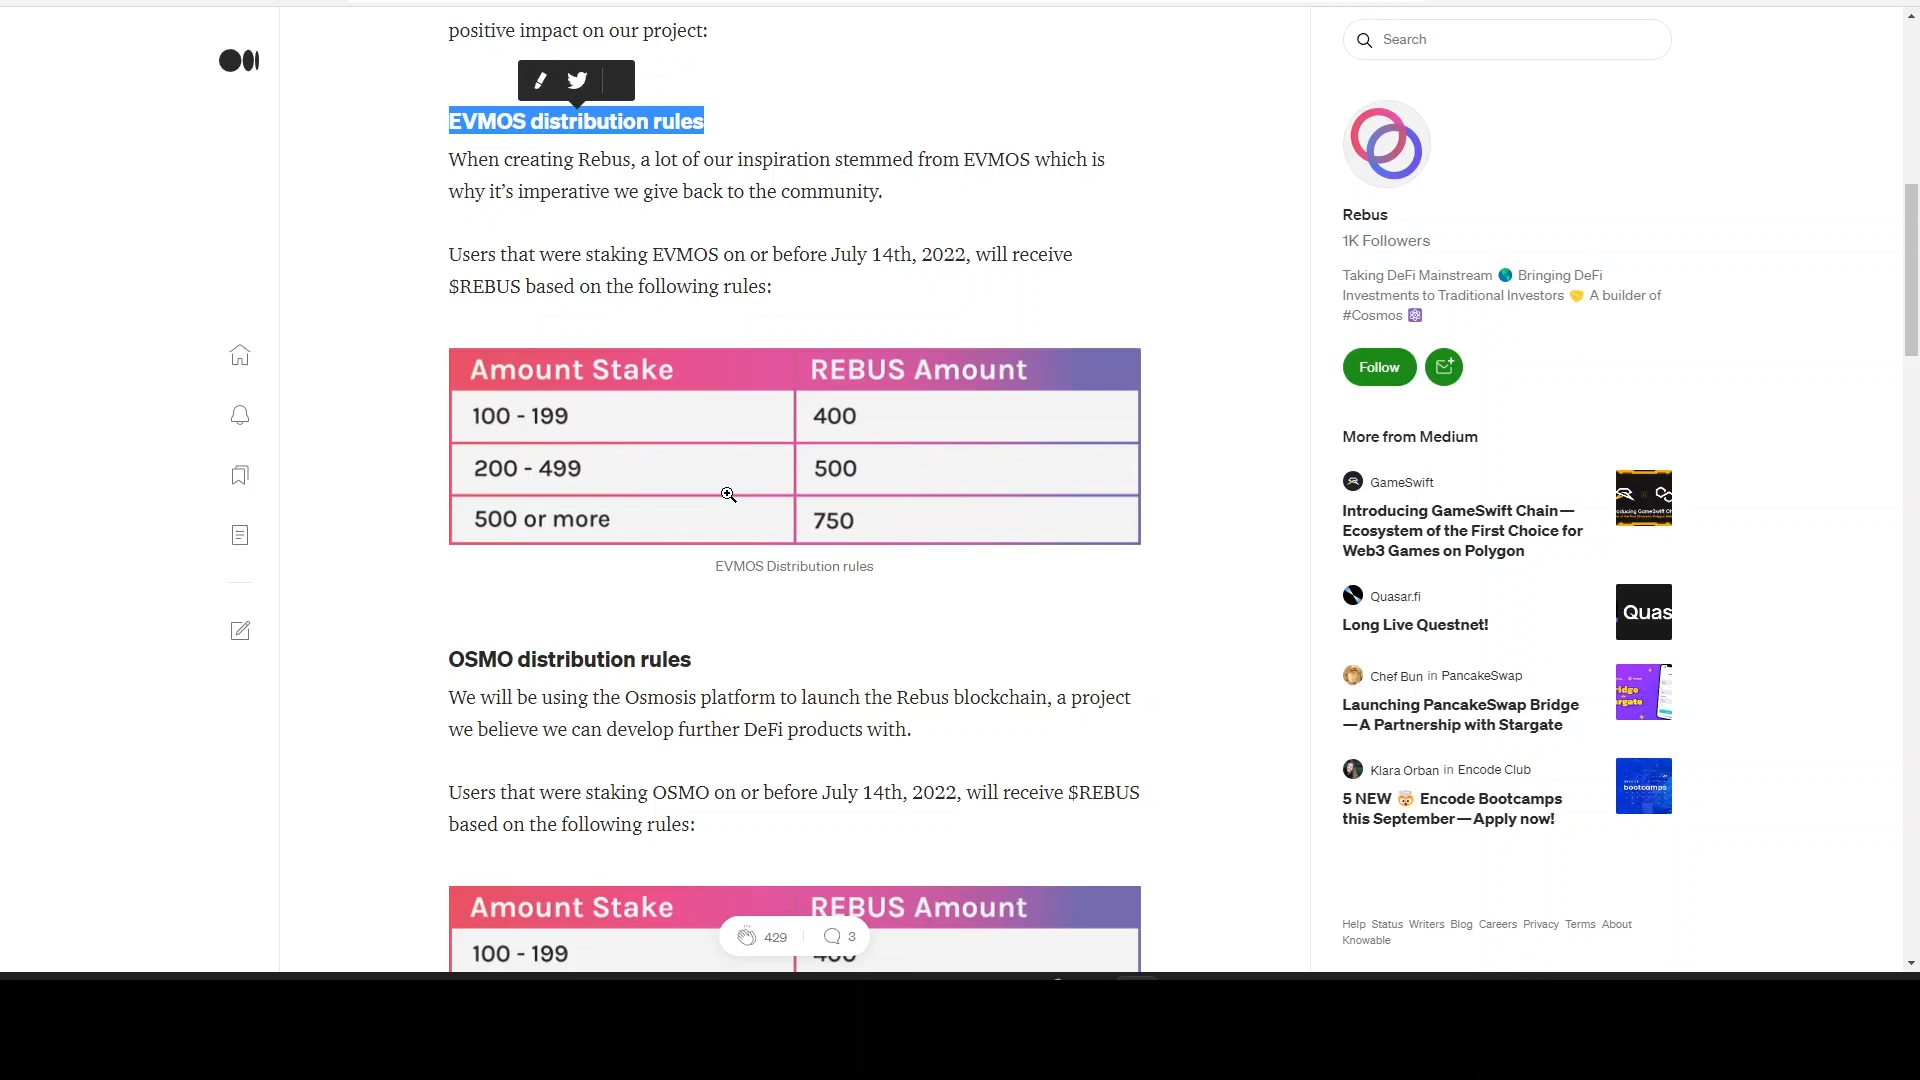 positive impact on our project:
EVMOS distribution rules
When creating Rebus, a lot of our inspiration stemmed from EVMOS which is
why it’s imperative we give back to the community.
Users that were staking EVMOS on or before July 14th, 2022, will receive
$REBUS based on the following rules:
Amount Stake REBUS Amount
100 - 199 400
200 - 499 500
500 or more 750
EVMOS Distribution rules
OSMO distribution rules
We will be using the Osmosis platform to launch the Rebus blockchain, a project
we believe we can develop further DeFi products with.
Users that were staking OSMO on or before July 14th, 2022, will receive $REBUS
based on the following rules:
Amount Stake REBUS Amount
100 - 199 400
429 3
Search
Rebus
1K Followers
Taking DeFi Mainstream 🌎 Bringing DeFi
Investments to Traditional Investors 🤝 A builder of
#Cosmos ⚛
Follow
More from Medium
GameSwift
Introducing GameSwift Chain —
Ecosystem of the First Choice for
Web3 Games on Polygon
Quasar.fi
Long Live Questnet!
Quas
Chef Bun in PancakeSwap
Launching PancakeSwap Bridge
— A Partnership with Stargate
Klara Orban in Encode Club
5 NEW 🤯 Encode Bootcamps
this September — Apply now!
bootcamps
Help Status Writers Blog Careers Privacy Terms About
Knowable